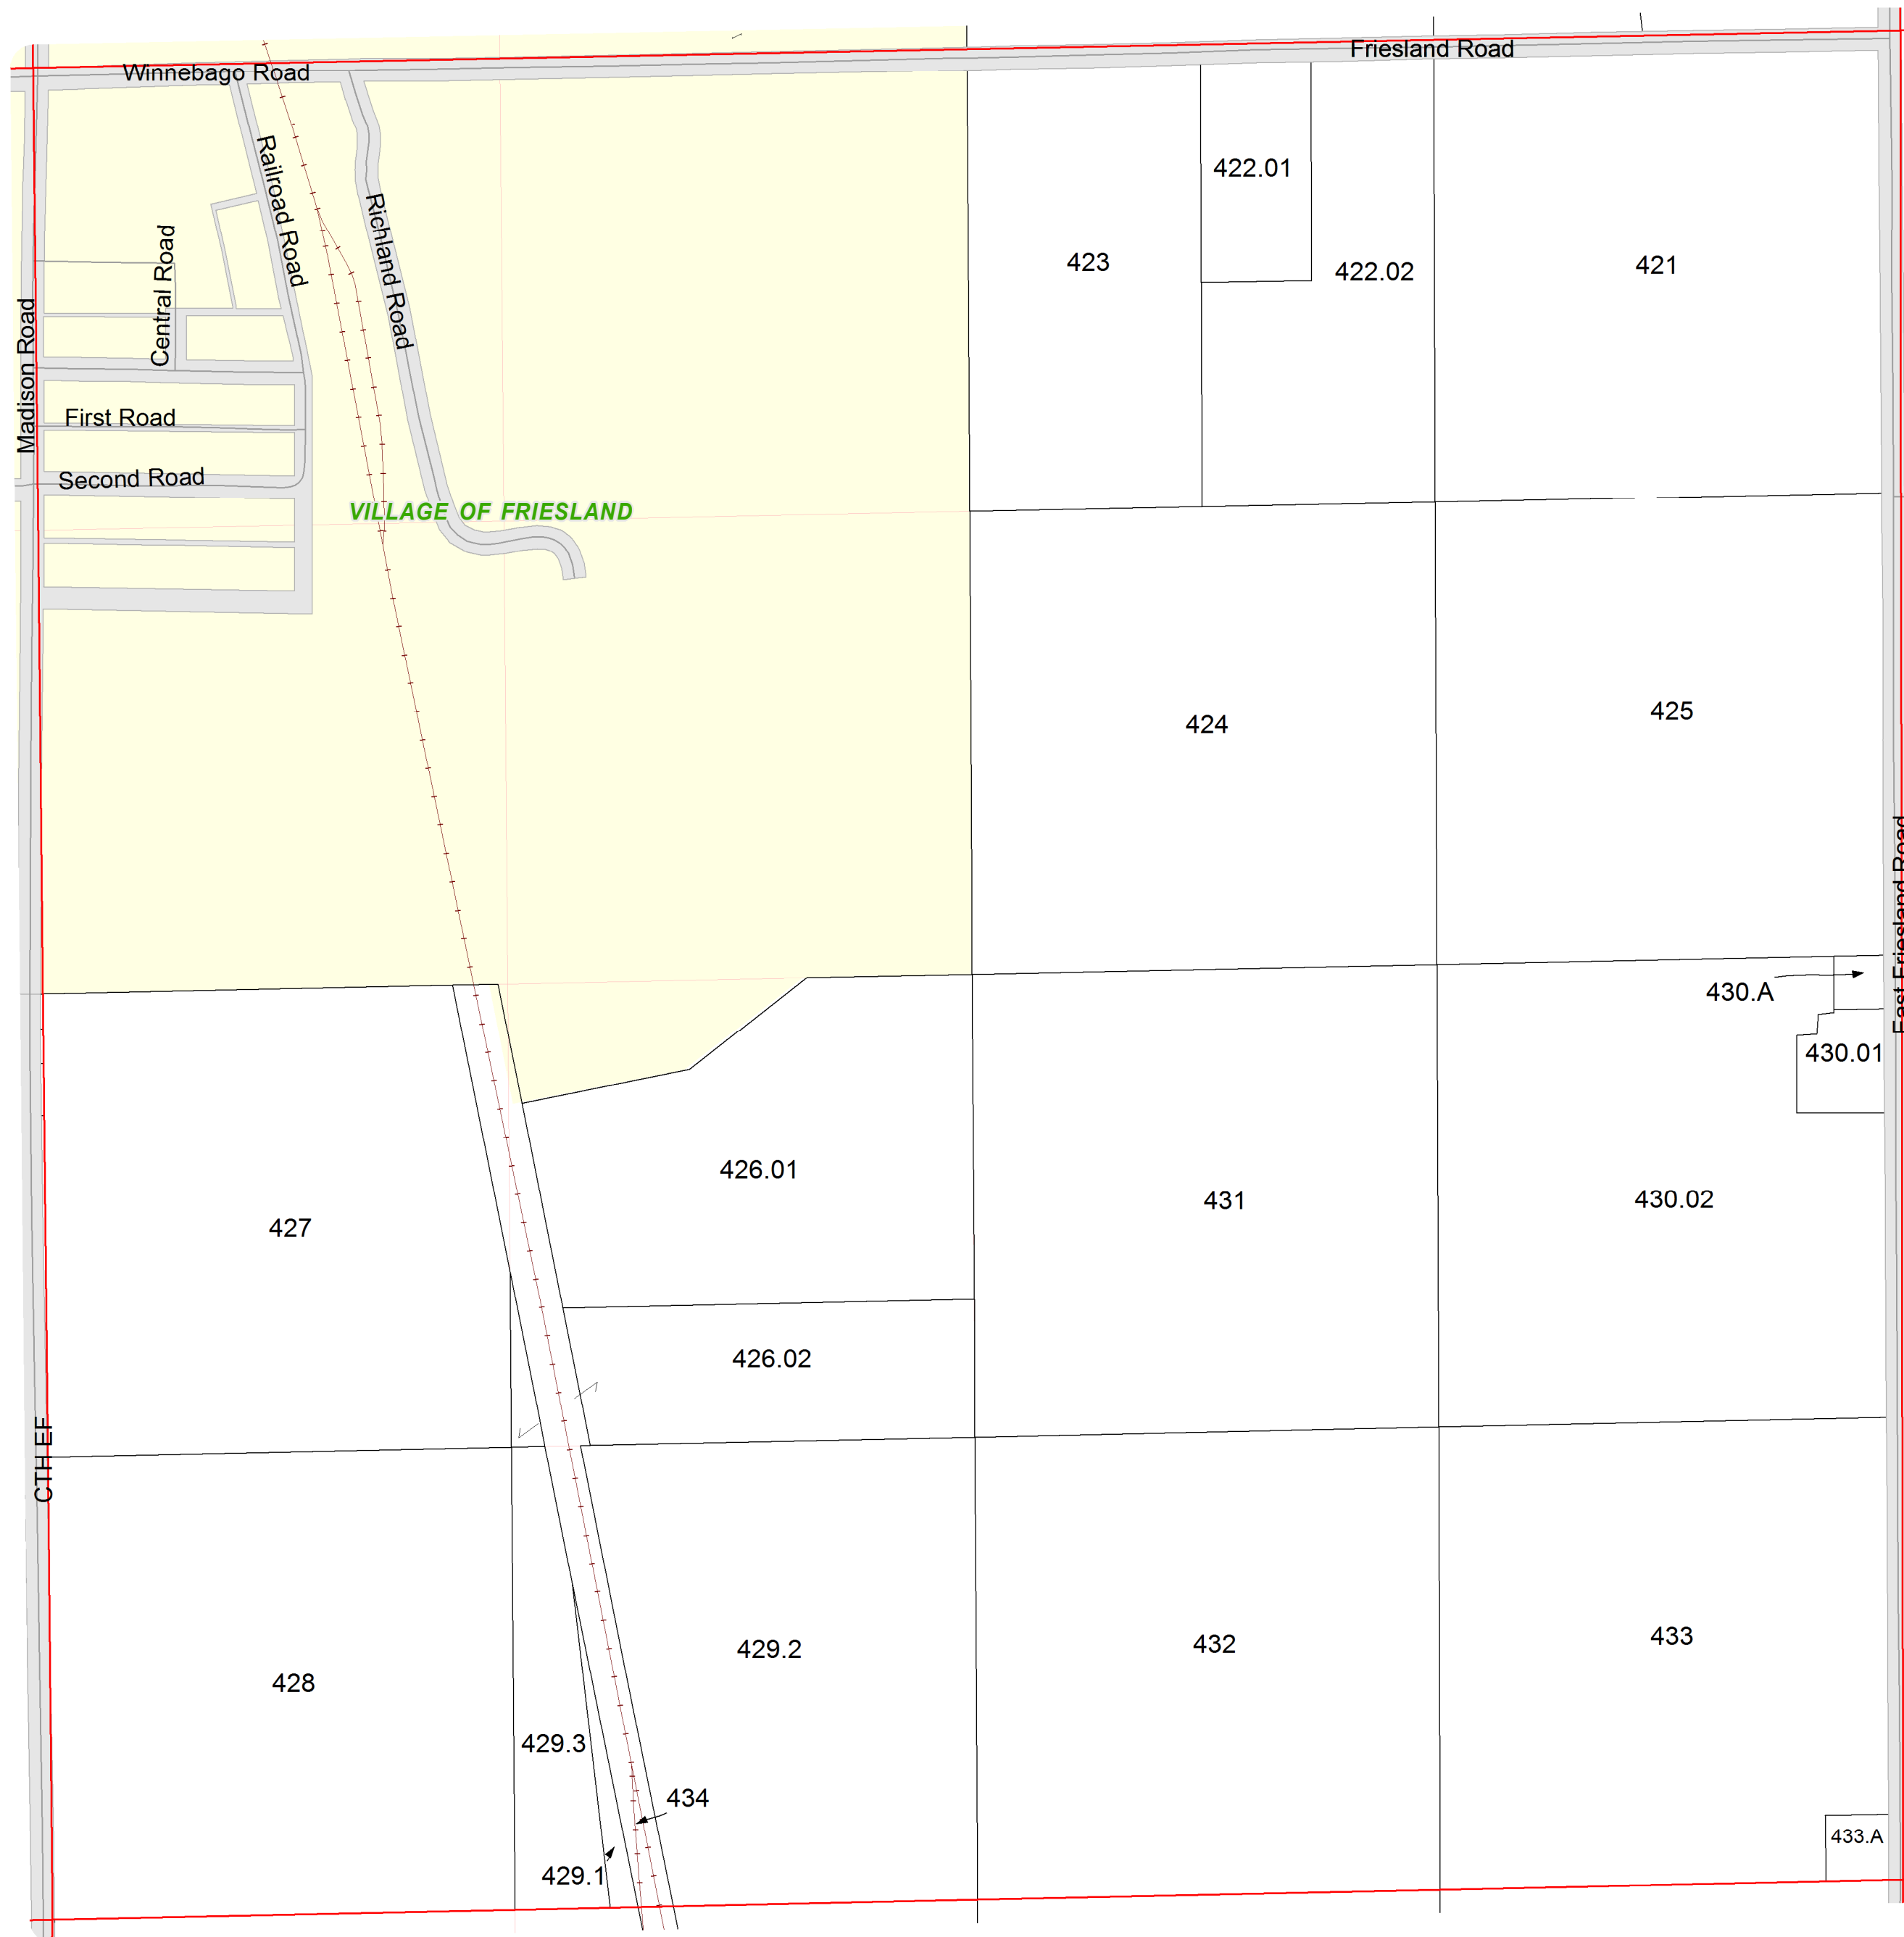 Friesland Road
Winnebago Road
Railroad Road
422.01
Richland Road
Central Road
423
422.02
421
Madison Road
First Road
Second Road
VILLAGE OF FRIESLAND
424
425
East Friesland Road
430.A
430.01
426.01
431
430.02
427
426.02
CTH EF
429.2
432
433
428
429.3
434
433.A
429.1